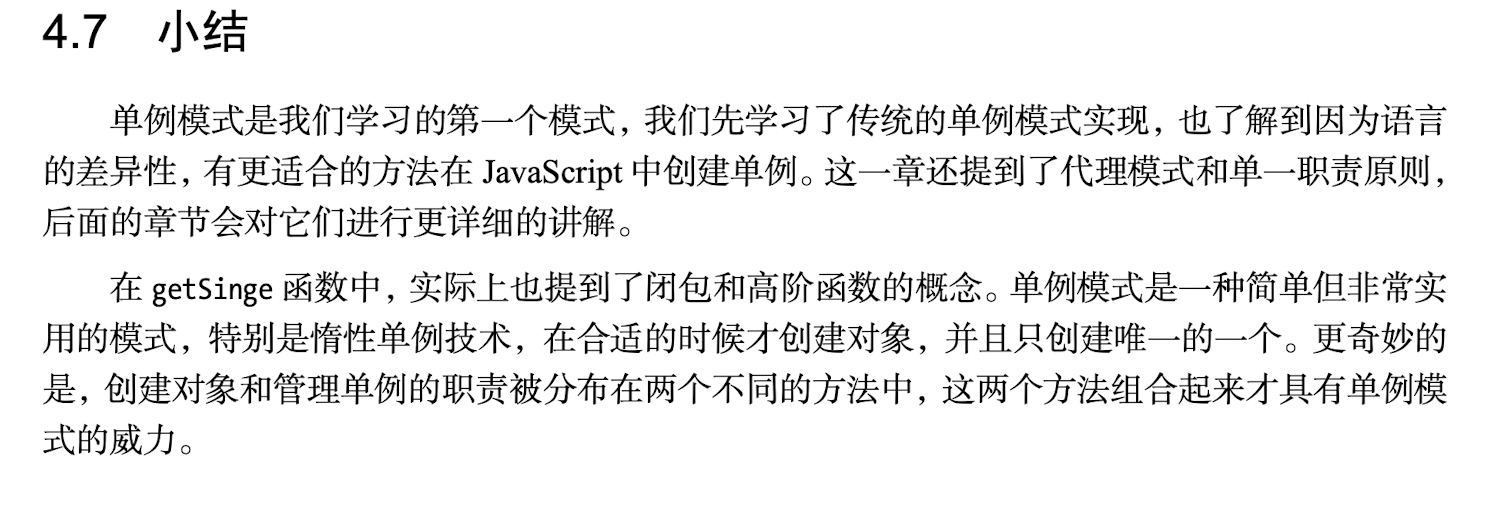 4.7 小结
单例模式是我们学习的第一个模式，我们先学习了传统的单例模式实现，也了解到因为语言
的差异性，有更适合的方法在 JavaScript 中创建单例。这一章还提到了代理模式和单一职责原则，
后面的章节会对它们进行更详细的讲解。
在 getSinge 函数中，实际上也提到了闭包和高阶函数的概念。单例模式是一种简单但非常实
用的模式，特别是惰性单例技术，在合适的时候才创建对象，并且只创建唯一的一个。更奇妙的
是，创建对象和管理单例的职责被分布在两个不同的方法中，这两个方法组合起来才具有单例模
式的威力。